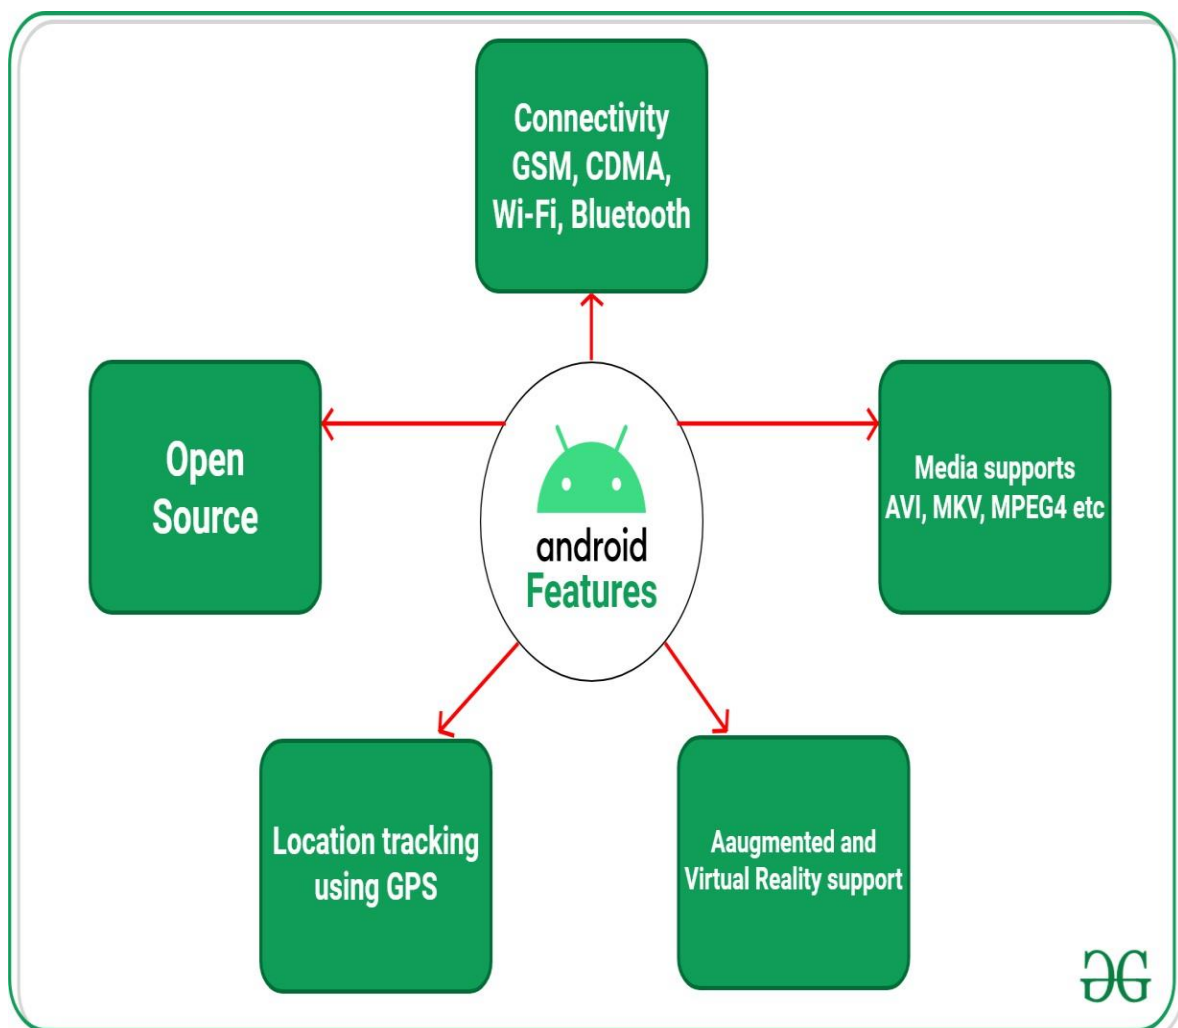 Connectivity
GSM, CDMA,
Wi-Fi, Bluetooth
Open
Source
android
Features
Media supports
AVI, MKV, MPEG4 etc
Location tracking
using GPS
Aaugmented and
Virtual Reality support